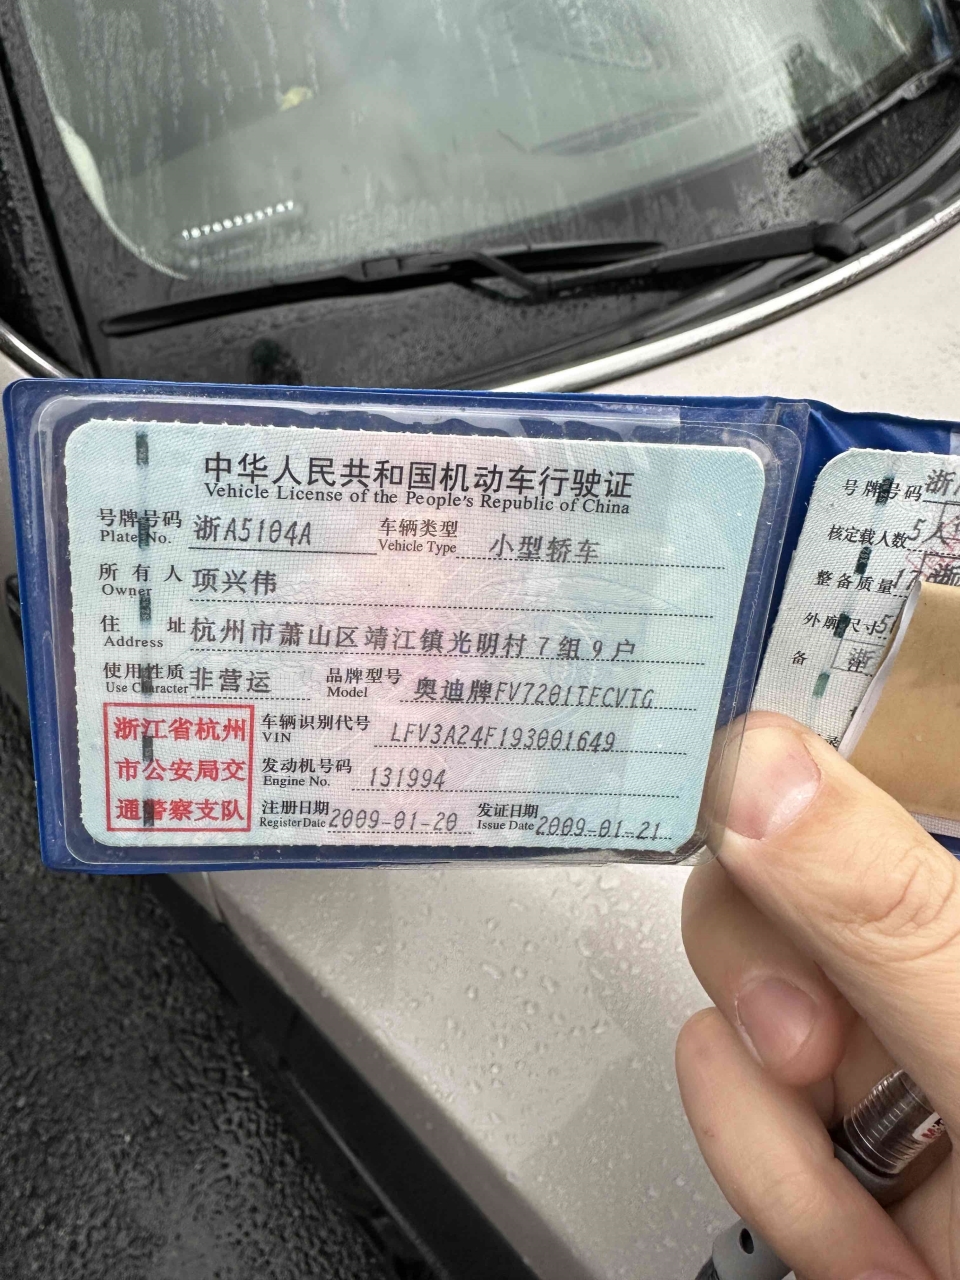 中华人民共和国机动车行驶证
Vehicle License of the People's Republic of China
号牌号码 浙A5104A 车辆类型 小型轿车
Plate No. Vehicle Type
所有人 项兴伟
Owner
住址 杭州市萧山区靖江镇光明村7组9户
Address
使用性质 非营运 品牌型号 奥迪牌FV7201TFCVTG
Use Character Model
浙江省杭州
市公安局交
通警察支队
车辆识别代号 LFV3A24F193001649
VIN
发动机号码 131994
Engine No.
注册日期 2009-01-20 发证日期 2009-01-21
Register Date Issue Date
号牌号码 浙
核定载人数 5人
整备质量 17
外廓尺寸 5
备注